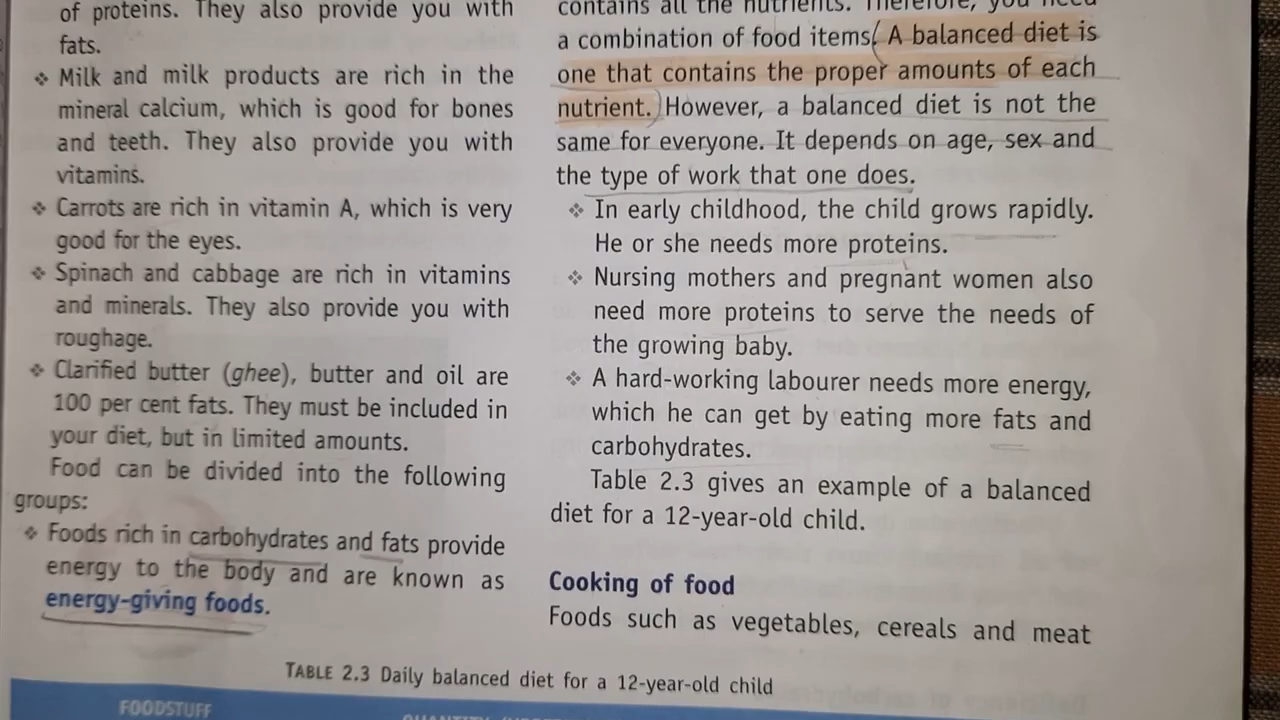 of proteins. They also provide you with
fats.
❖ Milk and milk products are rich in the
mineral calcium, which is good for bones
and teeth. They also provide you with
vitamins.
❖ Carrots are rich in vitamin A, which is very
good for the eyes.
❖ Spinach and cabbage are rich in vitamins
and minerals. They also provide you with
roughage.
❖ Clarified butter (ghee), butter and oil are
100 per cent fats. They must be included in
your diet, but in limited amounts.
Food can be divided into the following
groups:
❖ Foods rich in carbohydrates and fats provide
energy to the body and are known as
energy-giving foods.
contains all the nutrients. Therefore, you need
a combination of food items. A balanced diet is
one that contains the proper amounts of each
nutrient. However, a balanced diet is not the
same for everyone. It depends on age, sex and
the type of work that one does.
❖ In early childhood, the child grows rapidly.
He or she needs more proteins.
❖ Nursing mothers and pregnant women also
need more proteins to serve the needs of
the growing baby.
❖ A hard-working labourer needs more energy,
which he can get by eating more fats and
carbohydrates.
Table 2.3 gives an example of a balanced
diet for a 12-year-old child.
Cooking of food
Foods such as vegetables, cereals and meat
TABLE 2.3 Daily balanced diet for a 12-year-old child
FOODSTUFF